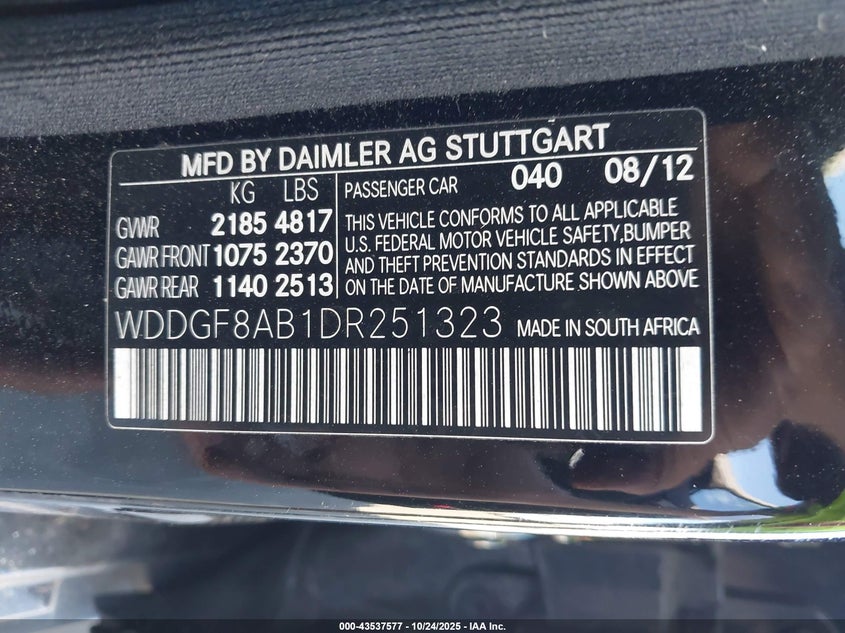 MFD BY DAIMLER AG STUTTGART
KG LBS
GVWR 2185 4817
GAWR FRONT 1075 2370
GAWR REAR 1140 2513
PASSENGER CAR 040 08/12
THIS VEHICLE CONFORMS TO ALL APPLICABLE
U.S. FEDERAL MOTOR VEHICLE SAFETY,BUMPER
AND THEFT PREVENTION STANDARDS IN EFFECT
ON THE DATE OF MANUFACTURE SHOWN ABOVE
WDDGF8AB1DR251323 MADE IN SOUTH AFRICA
000-43537577 - 10/24/2025 - IAA Inc.